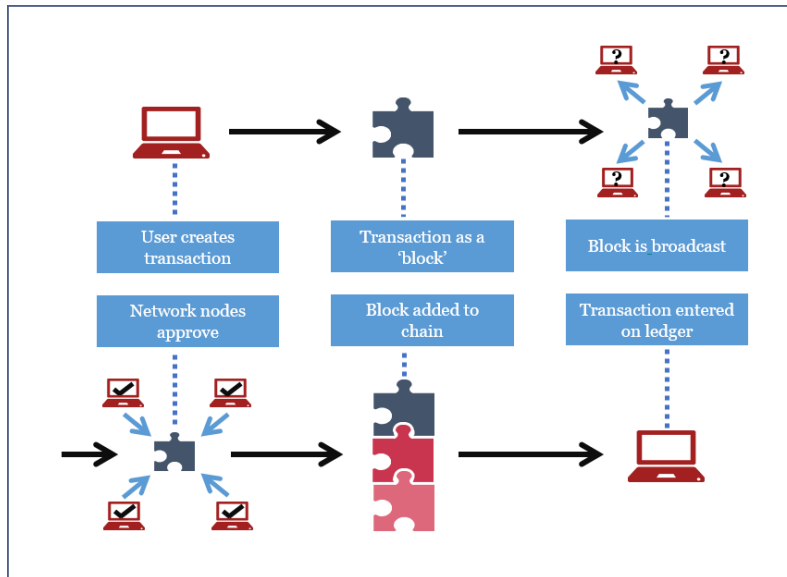 ?
?
?
?
User creates
transaction
Transaction as a
‘block’
Block is broadcast
Network nodes
approve
Block added to
chain
Transaction entered
on ledger